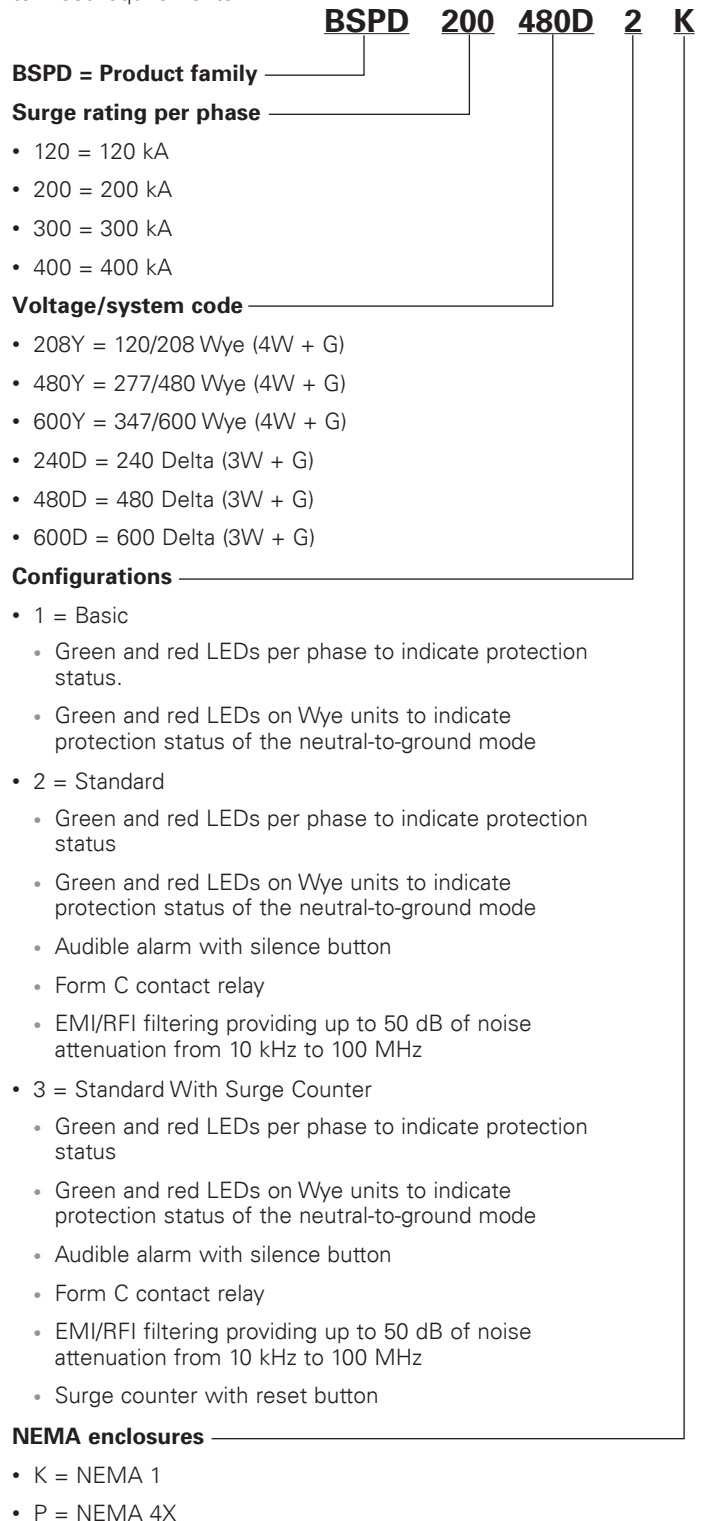 BSPD 200 480D 2 K
BSPD = Product family
Surge rating per phase
• 120 = 120 kA
• 200 = 200 kA
• 300 = 300 kA
• 400 = 400 kA
Voltage/system code
• 208Y = 120/208 Wye (4W + G)
• 480Y = 277/480 Wye (4W + G)
• 600Y = 347/600 Wye (4W + G)
• 240D = 240 Delta (3W + G)
• 480D = 480 Delta (3W + G)
• 600D = 600 Delta (3W + G)
Configurations
• 1 = Basic
• Green and red LEDs per phase to indicate protection
status.
• Green and red LEDs on Wye units to indicate
protection status of the neutral-to-ground mode
• 2 = Standard
• Green and red LEDs per phase to indicate protection
status
• Green and red LEDs on Wye units to indicate
protection status of the neutral-to-ground mode
• Audible alarm with silence button
• Form C contact relay
• EMI/RFI filtering providing up to 50 dB of noise
attenuation from 10 kHz to 100 MHz
• 3 = Standard With Surge Counter
• Green and red LEDs per phase to indicate protection
status
• Green and red LEDs on Wye units to indicate
protection status of the neutral-to-ground mode
• Audible alarm with silence button
• Form C contact relay
• EMI/RFI filtering providing up to 50 dB of noise
attenuation from 10 kHz to 100 MHz
• Surge counter with reset button
NEMA enclosures
• K = NEMA 1
• P = NEMA 4X